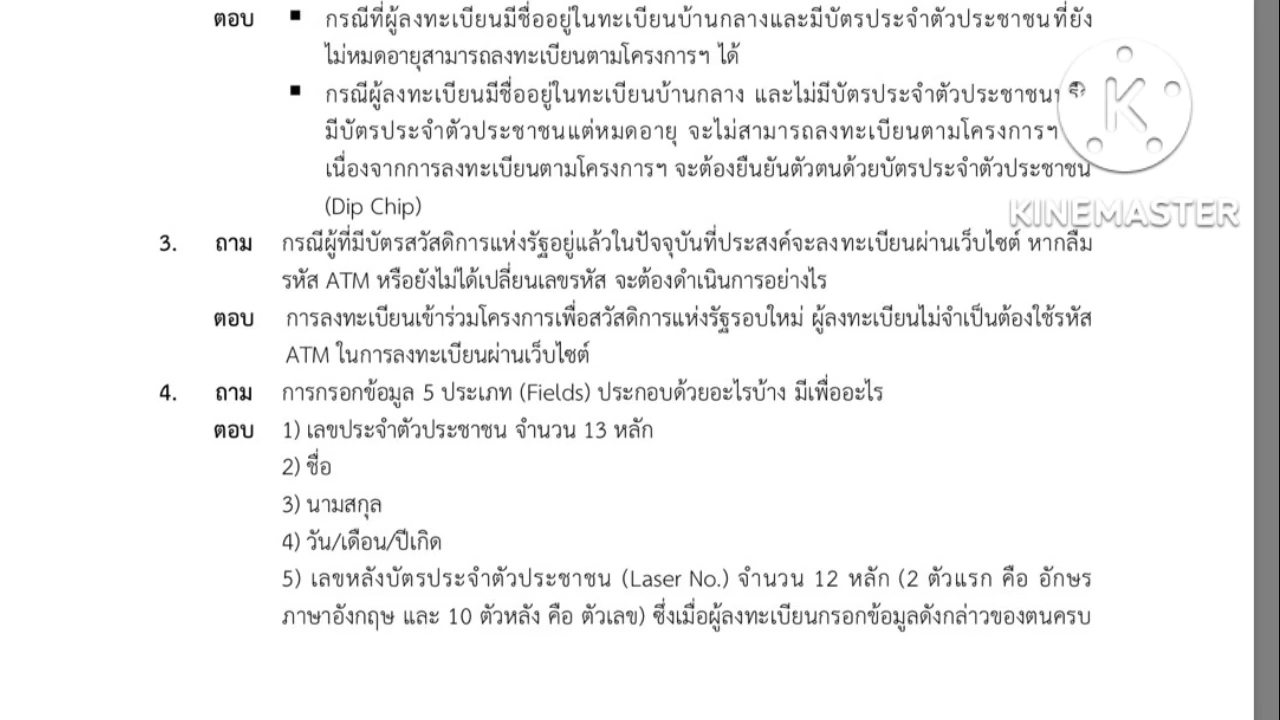 ตอบ ▪ กรณีที่ผู้ลงทะเบียนมีชื่ออยู่ในทะเบียนบ้านกลางและมีบัตรประจำตัวประชาชนที่ยัง
ไม่หมดอายุสามารถลงทะเบียนตามโครงการฯ ได้
▪ กรณีผู้ลงทะเบียนมีชื่ออยู่ในทะเบียนบ้านกลาง และไม่มีบัตรประจำตัวประชาชน
มีบัตรประจำตัวประชาชนแต่หมดอายุ จะไม่สามารถลงทะเบียนตามโครงการฯ
เนื่องจากการลงทะเบียนตามโครงการฯ จะต้องยืนยันตัวตนด้วยบัตรประจำตัวประชาชน
(Dip Chip)
K
KINEMASTER
3. ถาม กรณีผู้ที่มีบัตรสวัสดิการแห่งรัฐอยู่แล้วในปัจจุบันที่ประสงค์จะลงทะเบียนผ่านเว็บไซต์ หากลืม
รหัส ATM หรือยังไม่ได้เปลี่ยนเลขรหัส จะต้องดำเนินการอย่างไร
ตอบ การลงทะเบียนเข้าร่วมโครงการเพื่อสวัสดิการแห่งรัฐรอบใหม่ ผู้ลงทะเบียนไม่จำเป็นต้องใช้รหัส
ATM ในการลงทะเบียนผ่านเว็บไซต์
4. ถาม การกรอกข้อมูล 5 ประเภท (Fields) ประกอบด้วยอะไรบ้าง มีเพื่ออะไร
ตอบ 1) เลขประจำตัวประชาชน จำนวน 13 หลัก
2) ชื่อ
3) นามสกุล
4) วัน/เดือน/ปีเกิด
5) เลขหลังบัตรประจำตัวประชาชน (Laser No.) จำนวน 12 หลัก (2 ตัวแรก คือ อักษร
ภาษาอังกฤษ และ 10 ตัวหลัง คือ ตัวเลข) ซึ่งเมื่อผู้ลงทะเบียนกรอกข้อมูลดังกล่าวของตนครบ